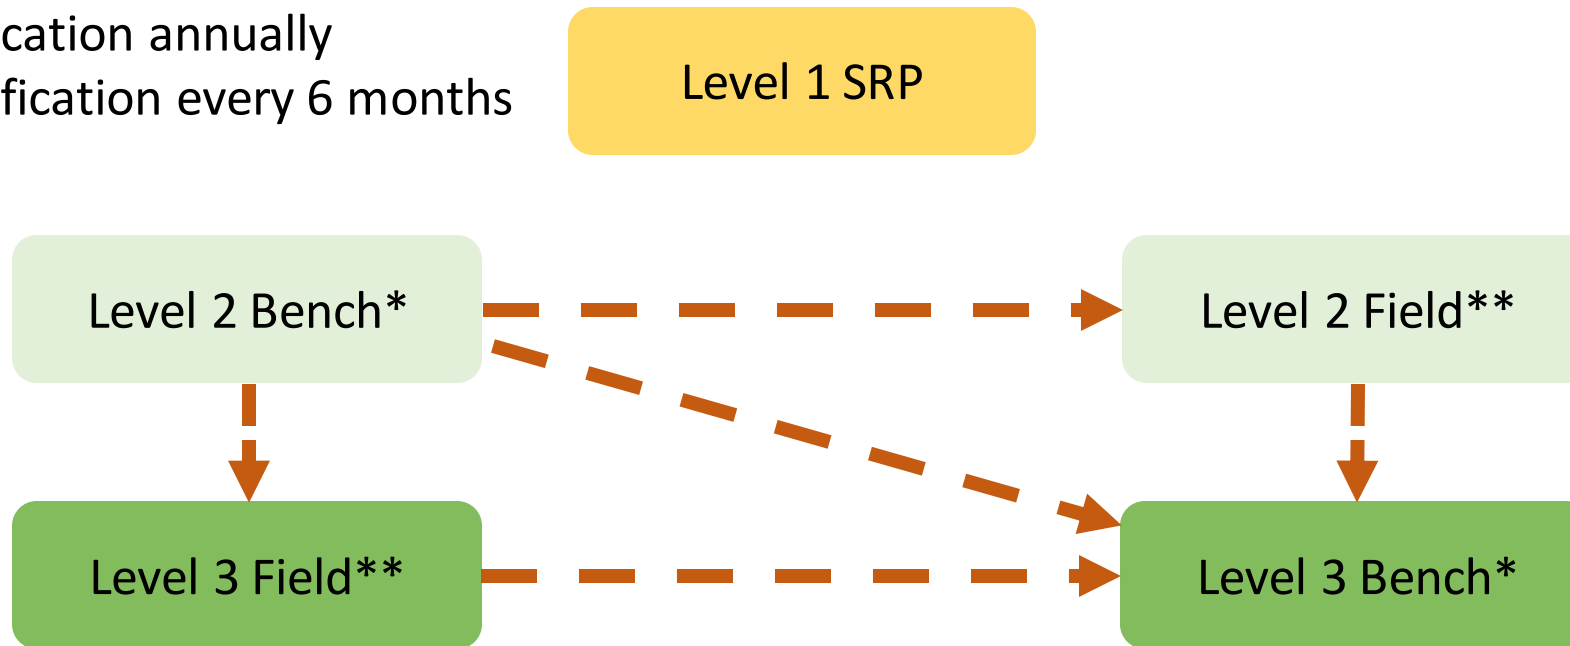 cation annually
fication every 6 months
Level 1 SRP
Level 2 Bench*
Level 2 Field**
Level 3 Field**
Level 3 Bench*